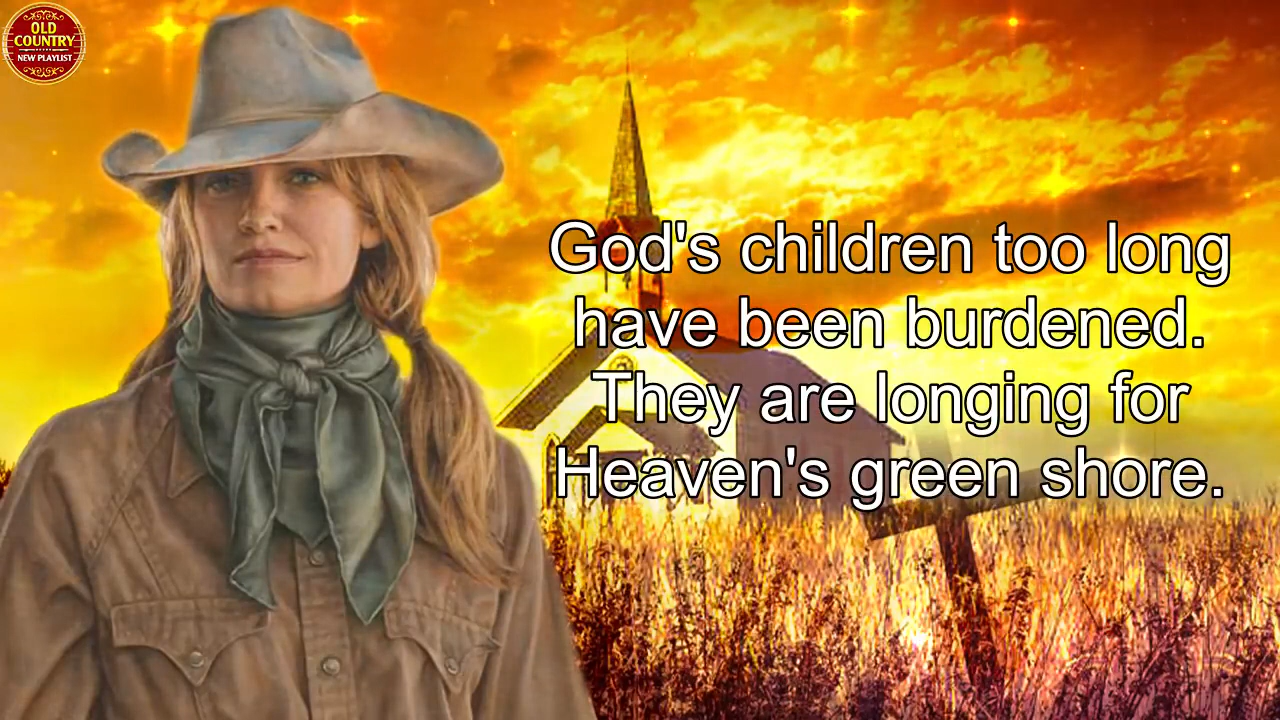 OLD
COUNTRY
NEW PLAYLIST
God's children too long
have been burdened.
They are longing for
Heaven's green shore.